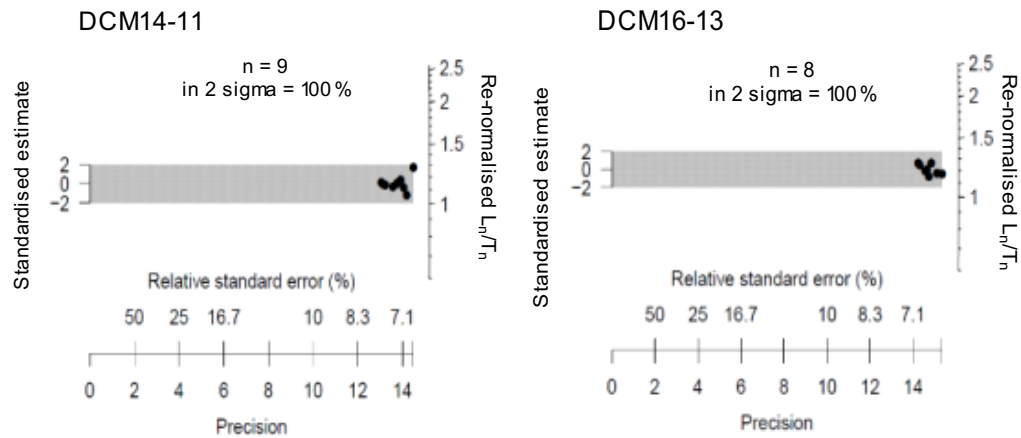 DCM14-11
n = 9
in 2 sigma = 100 %
Standardised estimate
2
0
−2
2.5
2
1.5
1
Re-normalised Ln/Tn
Relative standard error (%)
50 25 16.7 10 8.3 7.1
0 2 4 6 8 10 12 14
Precision
DCM16-13
n = 8
in 2 sigma = 100 %
Standardised estimate
2
0
−2
2.5
2
1.5
1
Re-normalised Ln/Tn
Relative standard error (%)
50 25 16.7 10 8.3 7.1
0 2 4 6 8 10 12 14
Precision